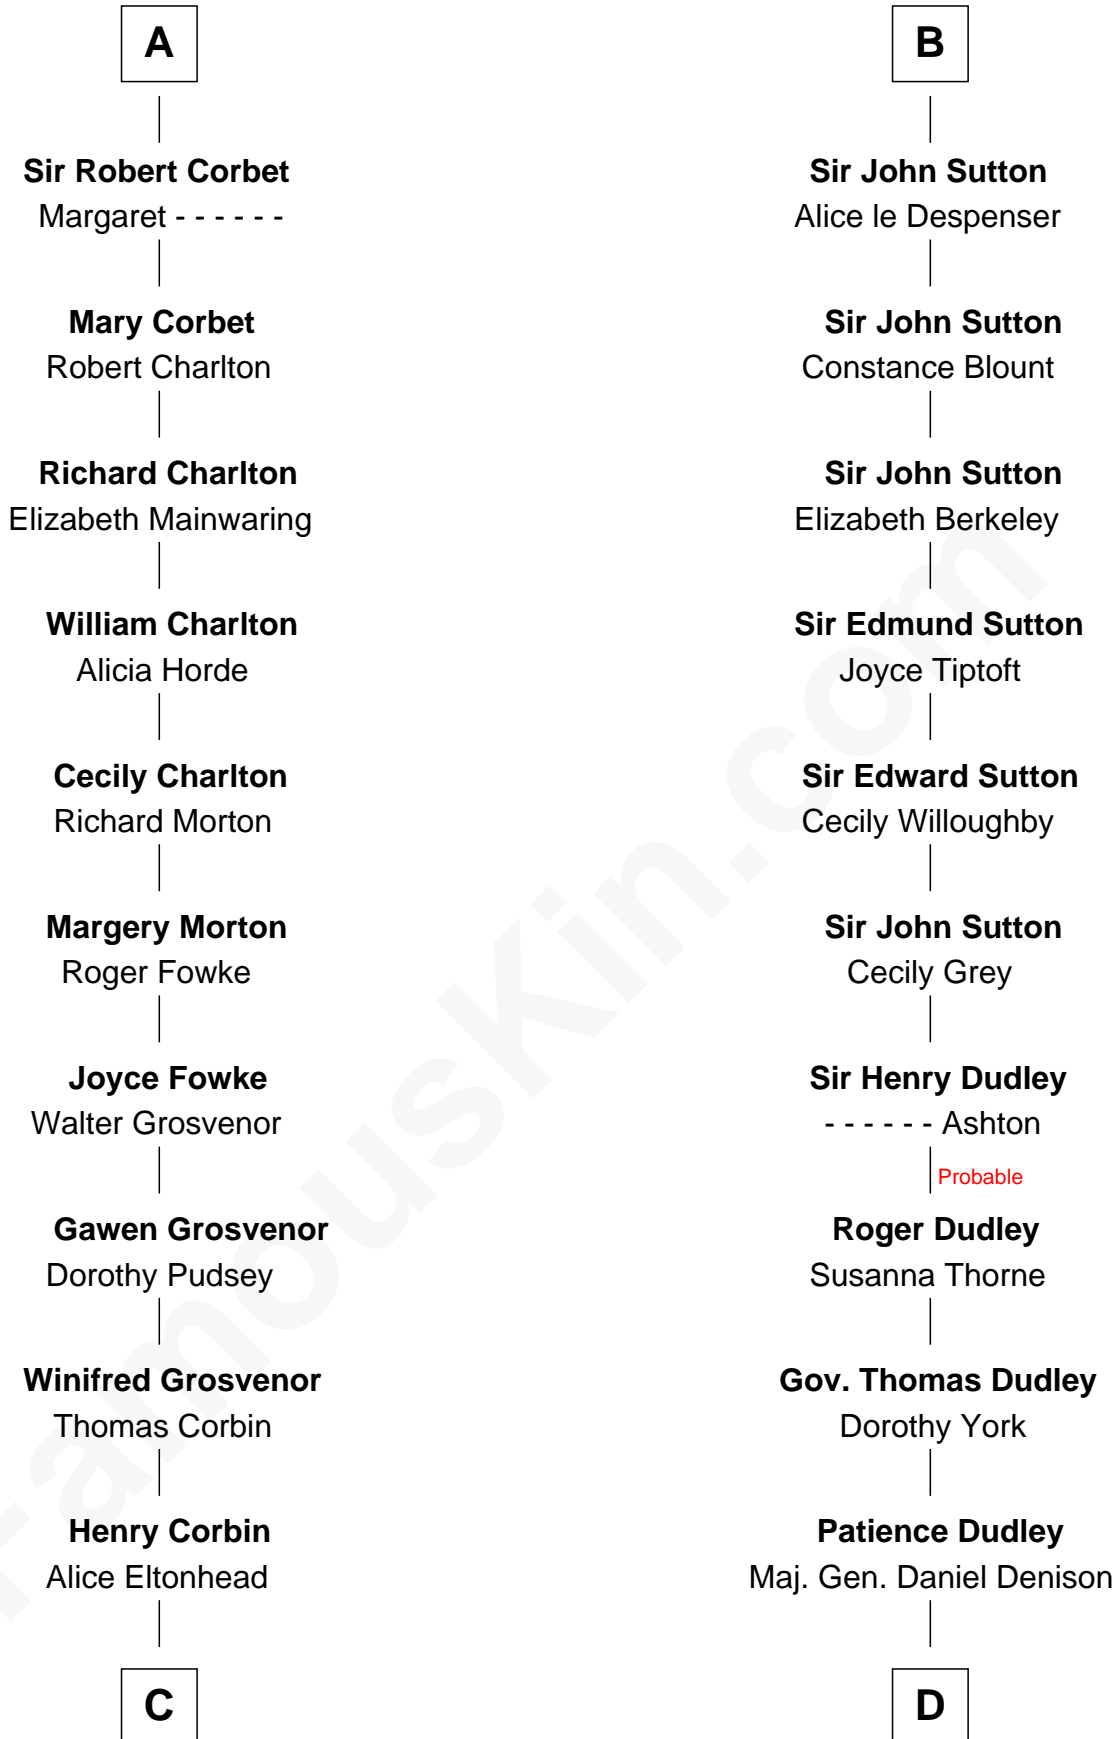 A
Sir Robert Corbet
Margaret - - - - - -
Mary Corbet
Robert Charlton
Richard Charlton
Elizabeth Mainwaring
William Charlton
Alicia Horde
Cecily Charlton
Richard Morton
Margery Morton
Roger Fowke
Joyce Fowke
Walter Grosvenor
Gawen Grosvenor
Dorothy Pudsey
Winifred Grosvenor
Thomas Corbin
Henry Corbin
Alice Eltonhead
C
B
Sir John Sutton
Alice le Despenser
Sir John Sutton
Constance Blount
Sir John Sutton
Elizabeth Berkeley
Sir Edmund Sutton
Joyce Tiptoft
Sir Edward Sutton
Cecily Willoughby
Sir John Sutton
Cecily Grey
Sir Henry Dudley
- - - - - - Ashton
Probable
Roger Dudley
Susanna Thorne
Gov. Thomas Dudley
Dorothy York
Patience Dudley
Maj. Gen. Daniel Denison
D
FamousKin.com